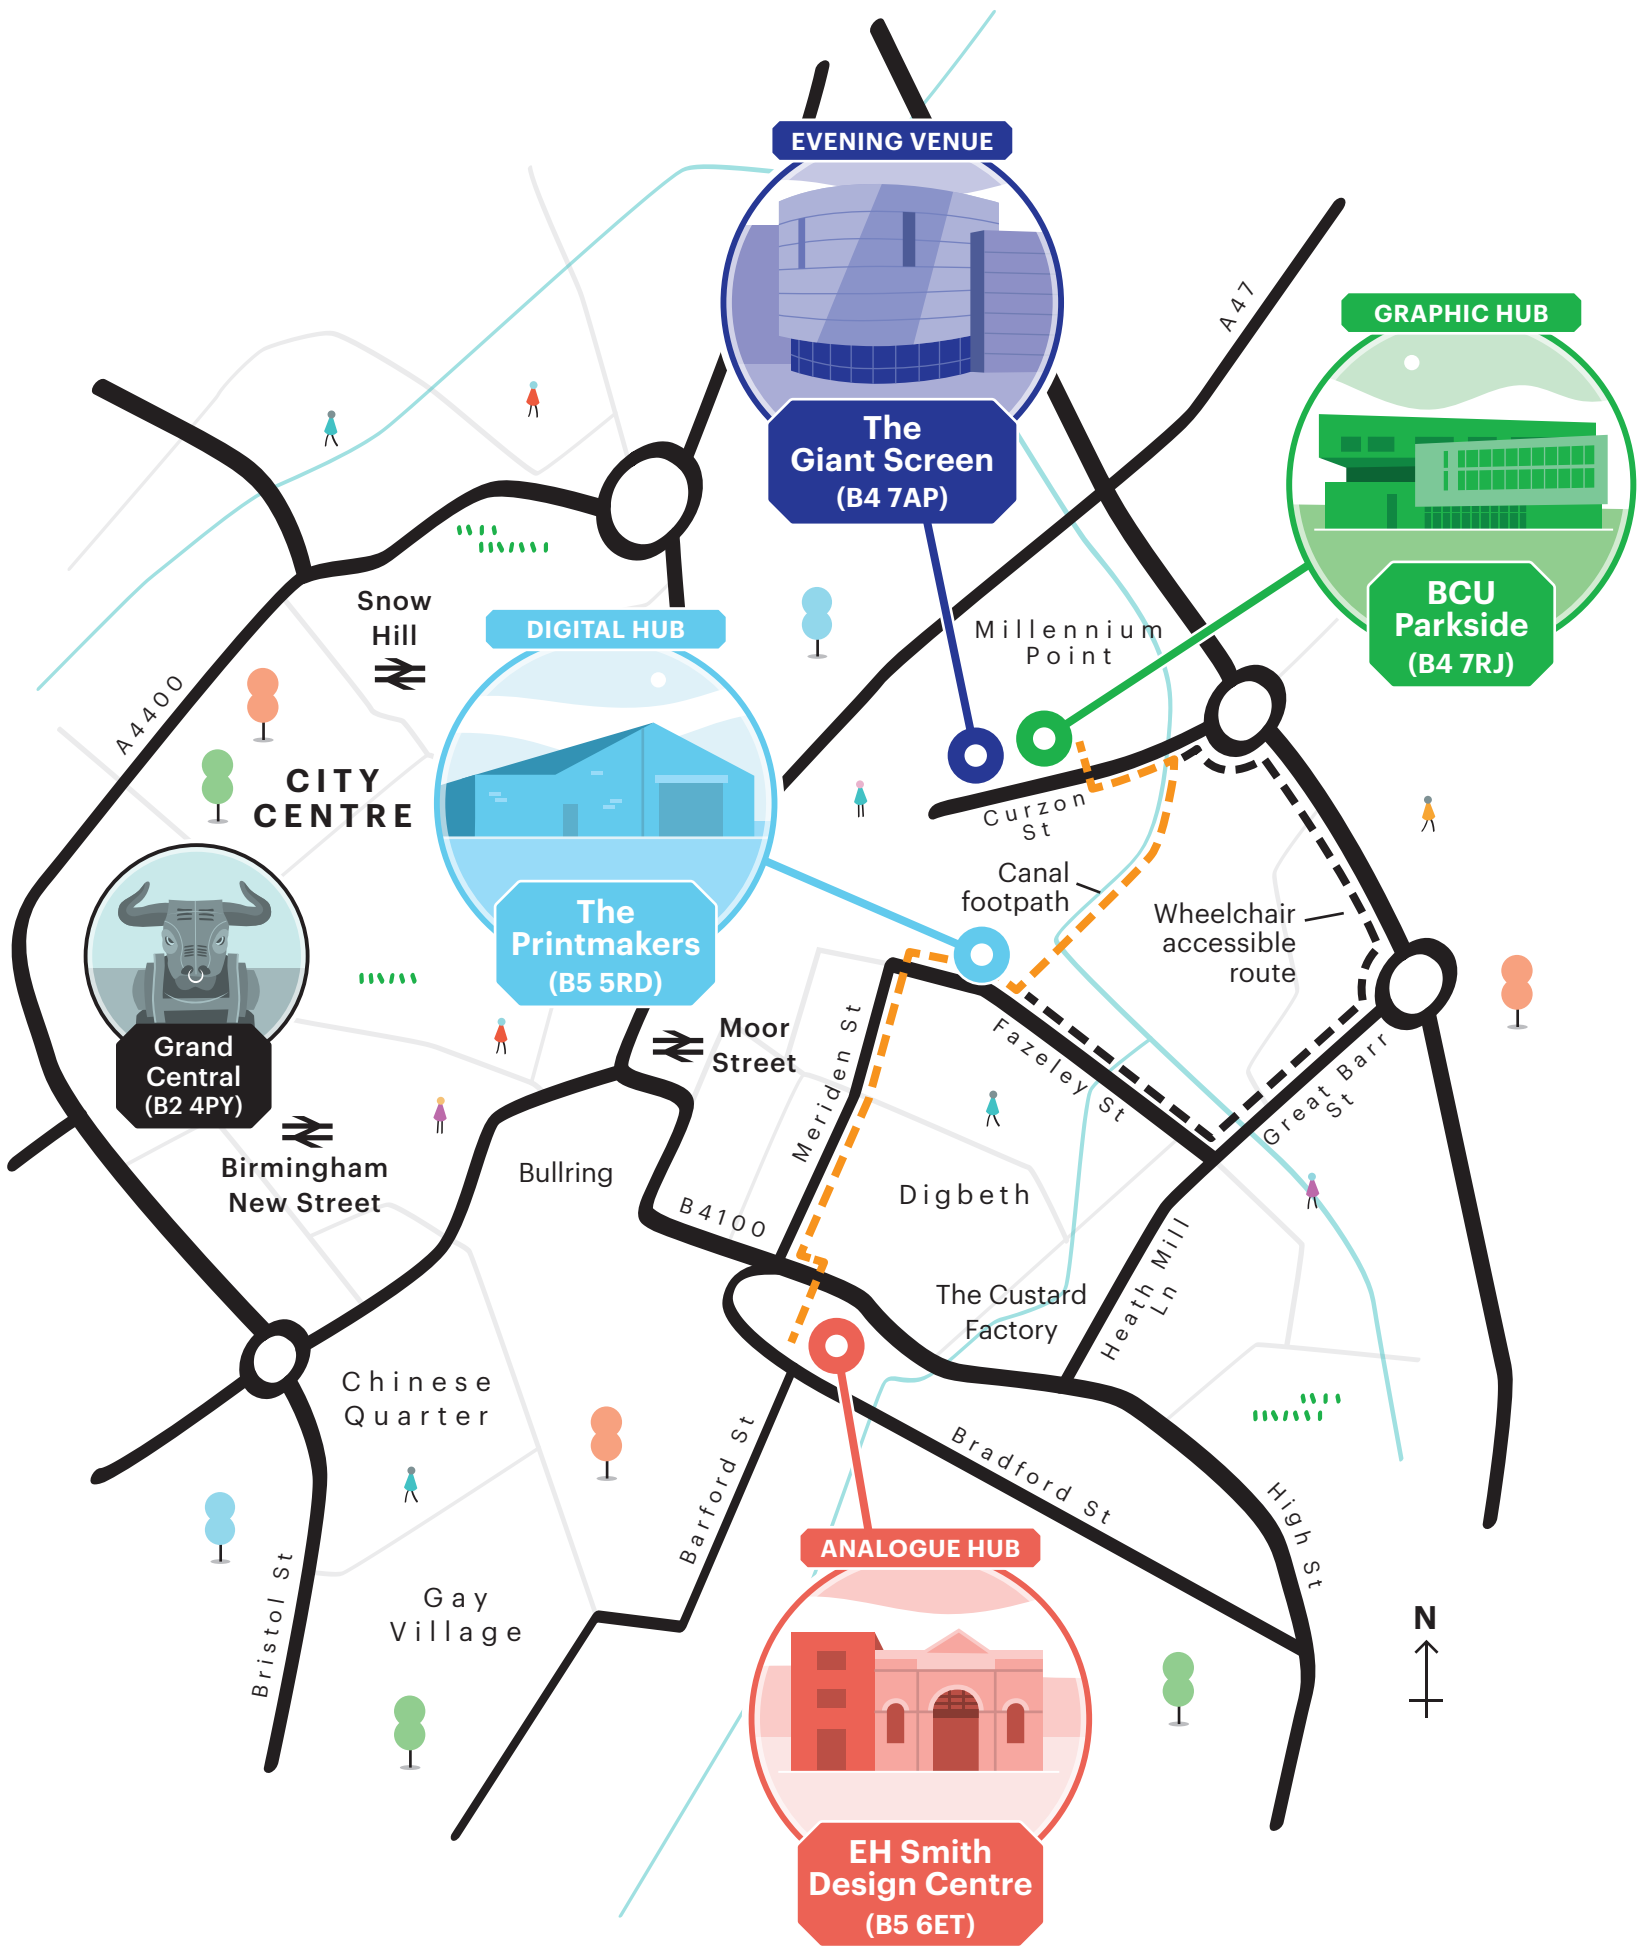 EVENING VENUE
The
Giant Screen
(B4 7AP)
A47
GRAPHIC HUB
BCU
Parkside
(B4 7RJ)
Snow
Hill
DIGITAL HUB
Millennium
Point
A4400
CITY
CENTRE
Curzon
St
Canal
footpath
Wheelchair
accessible
route
The
Printmakers
(B5 5RD)
Grand
Central
(B2 4PY)
Moor
Street
Meriden St
Fazeley St
Great Barr
St
Birmingham
New Street
Bullring
B4100
Digbeth
The Custard
Factory
Heath Mill
Ln
Chinese
Quarter
Barford St
Bradford St
High St
Bristol St
Gay
Village
ANALOGUE HUB
N
EH Smith
Design Centre
(B5 6ET)